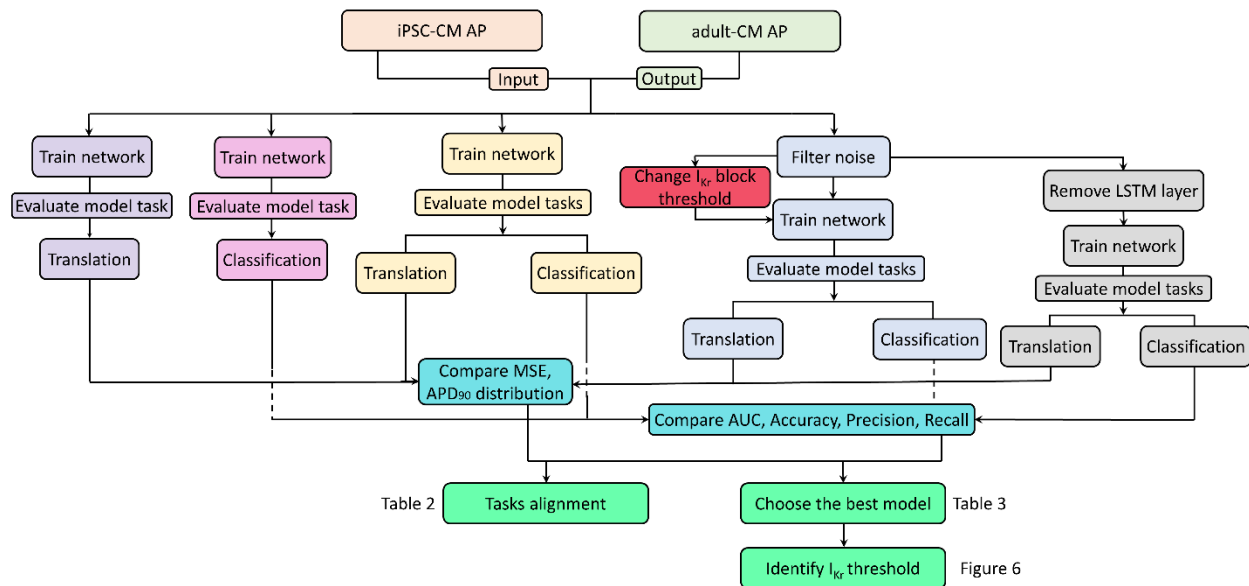 iPSC-CM AP
adult-CM AP
Input
Output
Train network
Train network
Train network
Filter noise
Change IKr block
threshold
Remove LSTM layer
Evaluate model task
Evaluate model task
Evaluate model tasks
Train network
Train network
Translation
Classification
Translation
Classification
Evaluate model tasks
Evaluate model tasks
Translation
Classification
Translation
Classification
Compare MSE,
APD90 distribution
Compare AUC, Accuracy, Precision, Recall
Table 2
Tasks alignment
Choose the best model
Table 3
Identify IKr threshold
Figure 6